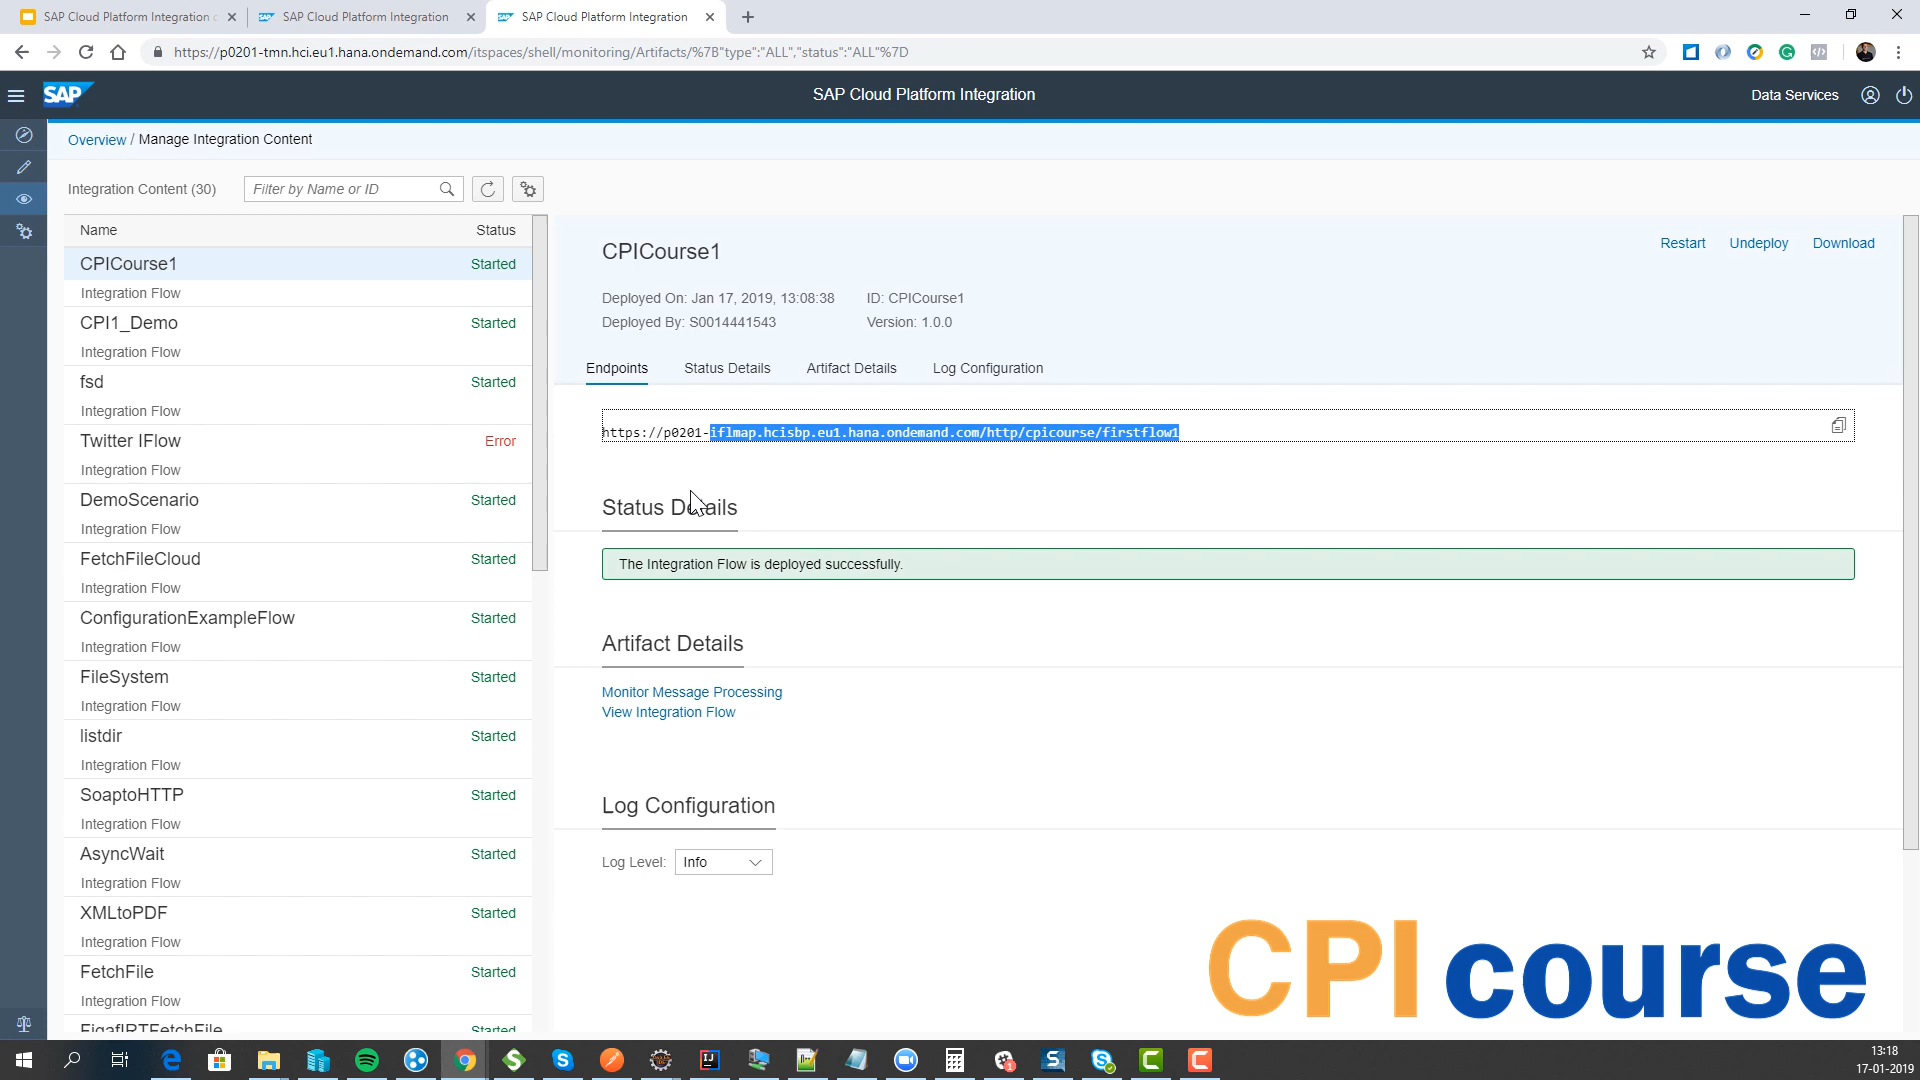 SAP Cloud Platform Integration
SAP Cloud Platform Integration
SAP Cloud Platform Integration
https://p0201-tmn.hci.eu1.hana.ondemand.com/itspaces/shell/monitoring/Artifacts/%7B"type":"ALL","status":"ALL"%7D
SAP
SAP Cloud Platform Integration
Data Services
Overview / Manage Integration Content
Integration Content (30)
Filter by Name or ID
Name Status
CPICourse1 Started
Integration Flow
CPI1_Demo Started
Integration Flow
fsd Started
Integration Flow
Twitter IFlow Error
Integration Flow
DemoScenario Started
Integration Flow
FetchFileCloud Started
Integration Flow
ConfigurationExampleFlow Started
Integration Flow
FileSystem Started
Integration Flow
listdir Started
Integration Flow
SoaptoHTTP Started
Integration Flow
AsyncWait Started
Integration Flow
XMLtoPDF Started
Integration Flow
FetchFile Started
Integration Flow
FigafIRTFetchFile Started
CPICourse1
Restart Undeploy Download
Deployed On: Jan 17, 2019, 13:08:38 ID: CPICourse1
Deployed By: S0014441543 Version: 1.0.0
Endpoints Status Details Artifact Details Log Configuration
https://p0201-iflmap.hcisbp.eu1.hana.ondemand.com/http/cpicourse/firstflow1
Status Details
The Integration Flow is deployed successfully.
Artifact Details
Monitor Message Processing
View Integration Flow
Log Configuration
Log Level: Info
CPI course
13:18
17-01-2019